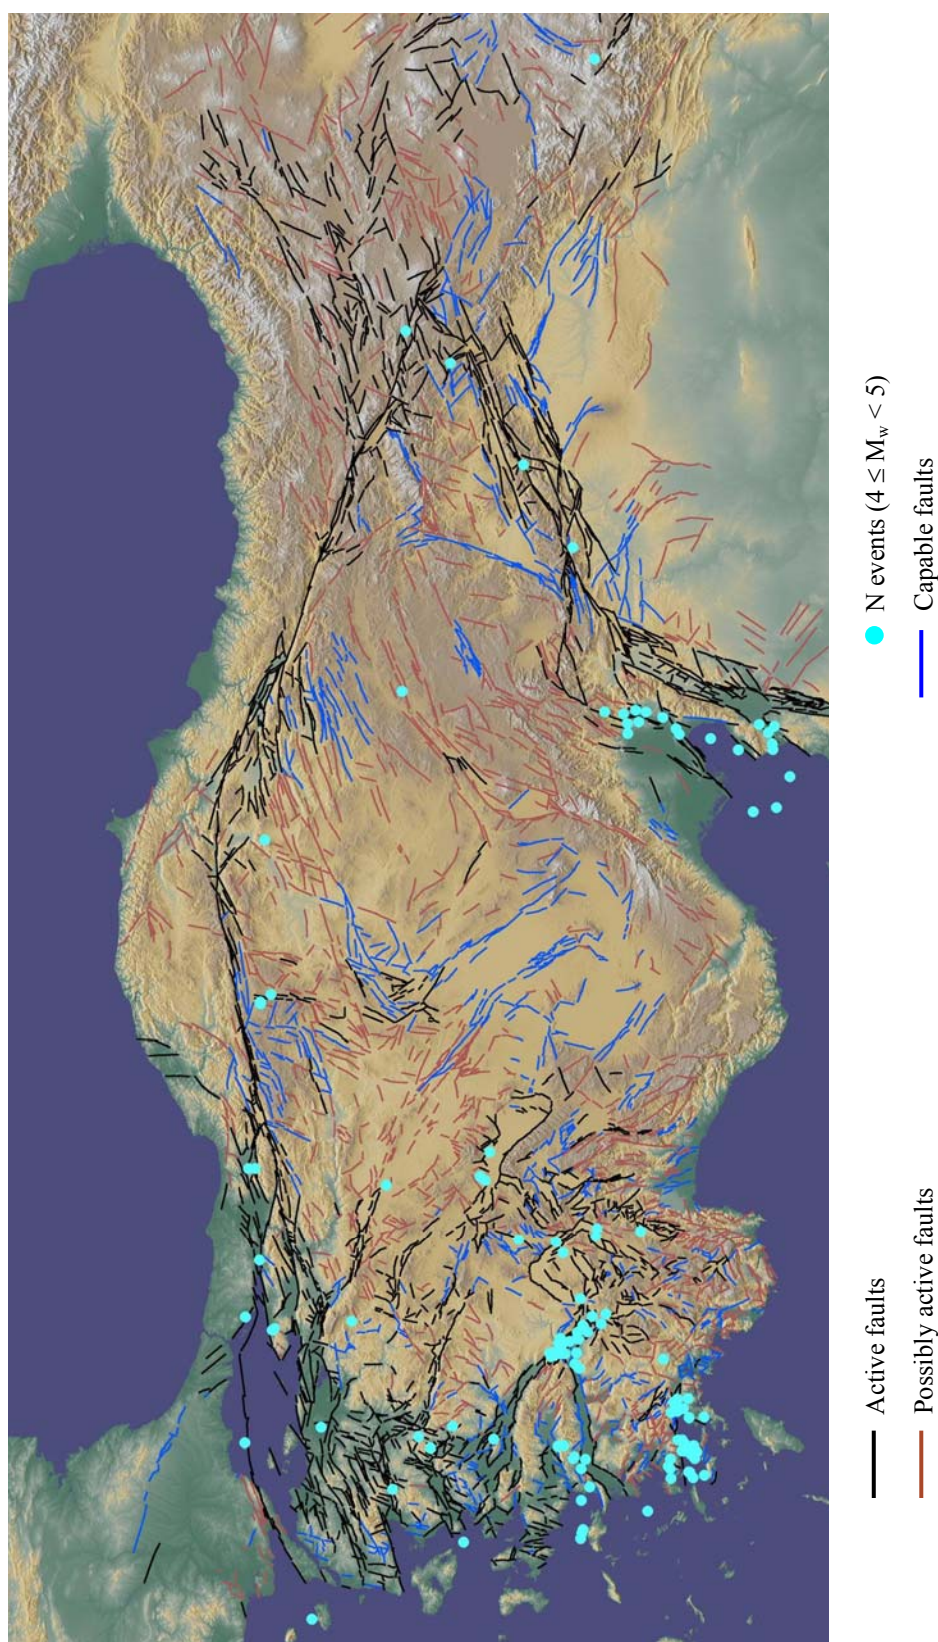 Active faults
Possibly active faults
N events (4 ≤ Mw < 5)
Capable faults